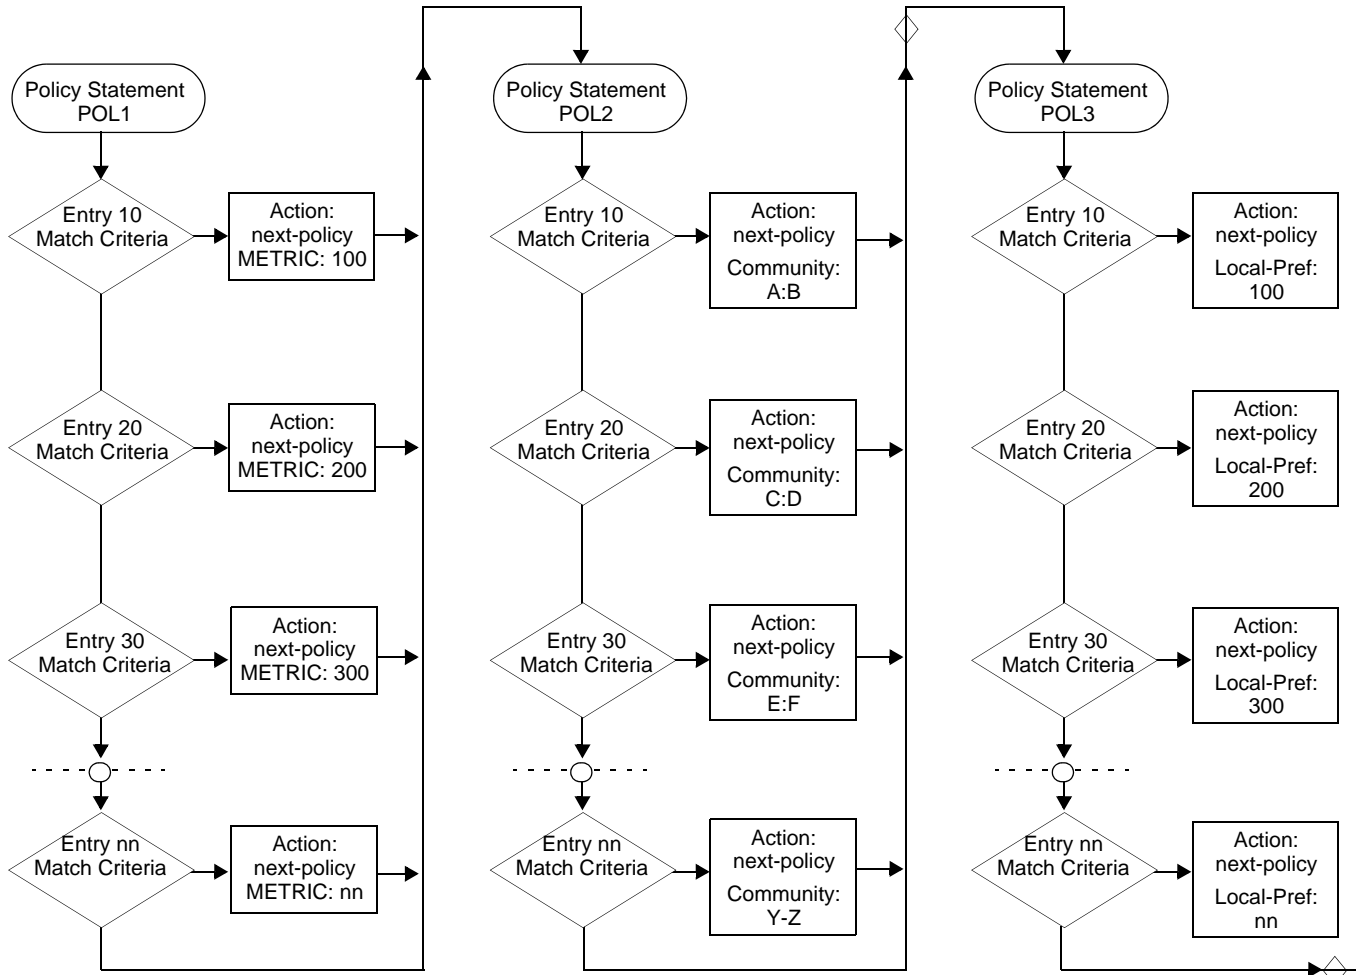 Policy Statement
POL1
Entry 10
Match Criteria
Action:
next-policy
METRIC: 100
Entry 20
Match Criteria
Action:
next-policy
METRIC: 200
Entry 30
Match Criteria
Action:
next-policy
METRIC: 300
Entry nn
Match Criteria
Action:
next-policy
METRIC: nn
Policy Statement
POL2
Entry 10
Match Criteria
Action:
next-policy
Community:
A:B
Entry 20
Match Criteria
Action:
next-policy
Community:
C:D
Entry 30
Match Criteria
Action:
next-policy
Community:
E:F
Entry nn
Match Criteria
Action:
next-policy
Community:
Y-Z
Policy Statement
POL3
Entry 10
Match Criteria
Action:
next-policy
Local-Pref:
100
Entry 20
Match Criteria
Action:
next-policy
Local-Pref:
200
Entry 30
Match Criteria
Action:
next-policy
Local-Pref:
300
Entry nn
Match Criteria
Action:
next-policy
Local-Pref:
nn